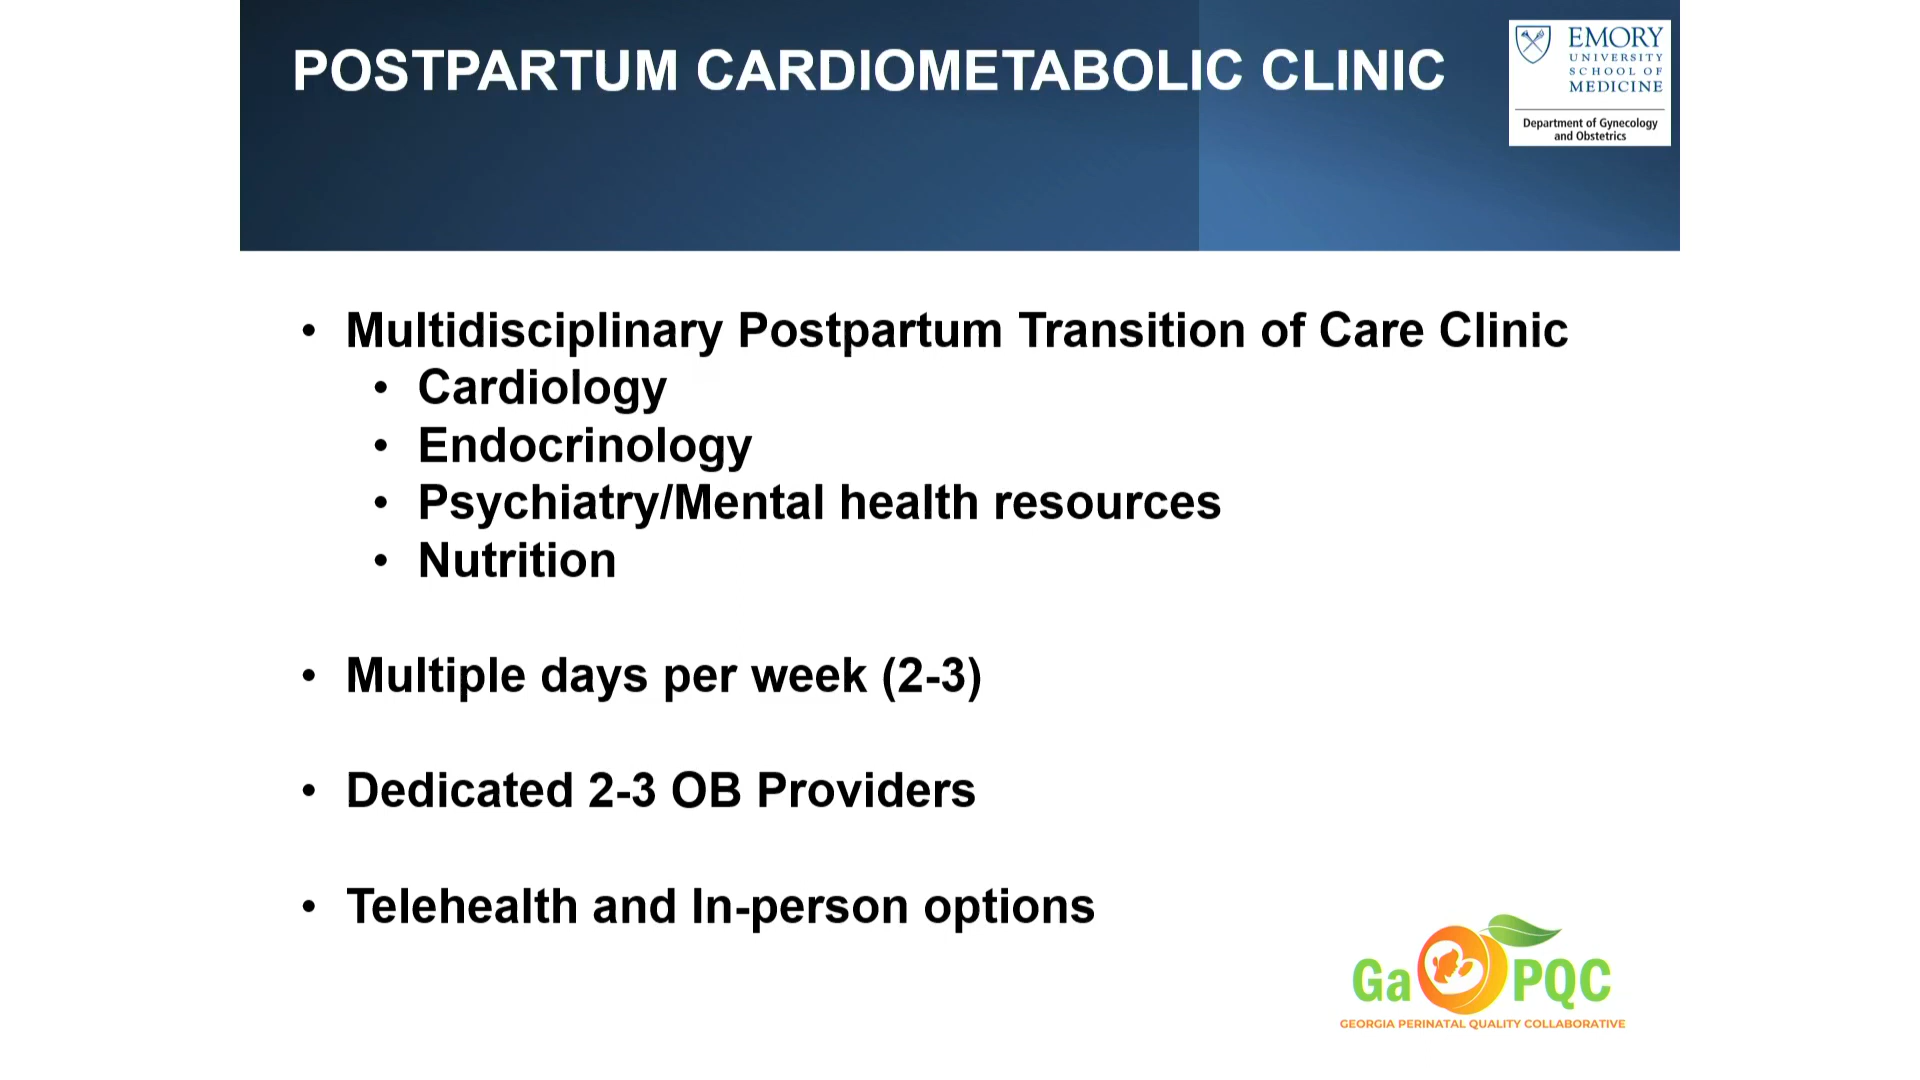 POSTPARTUM CARDIOMETABOLIC CLINIC
EMORY
UNIVERSITY
SCHOOL OF
MEDICINE
Department of Gynecology
and Obstetrics
• Multidisciplinary Postpartum Transition of Care Clinic
• Cardiology
• Endocrinology
• Psychiatry/Mental health resources
• Nutrition
• Multiple days per week (2-3)
• Dedicated 2-3 OB Providers
• Telehealth and In-person options
Ga PQC
GEORGIA PERINATAL QUALITY COLLABORATIVE